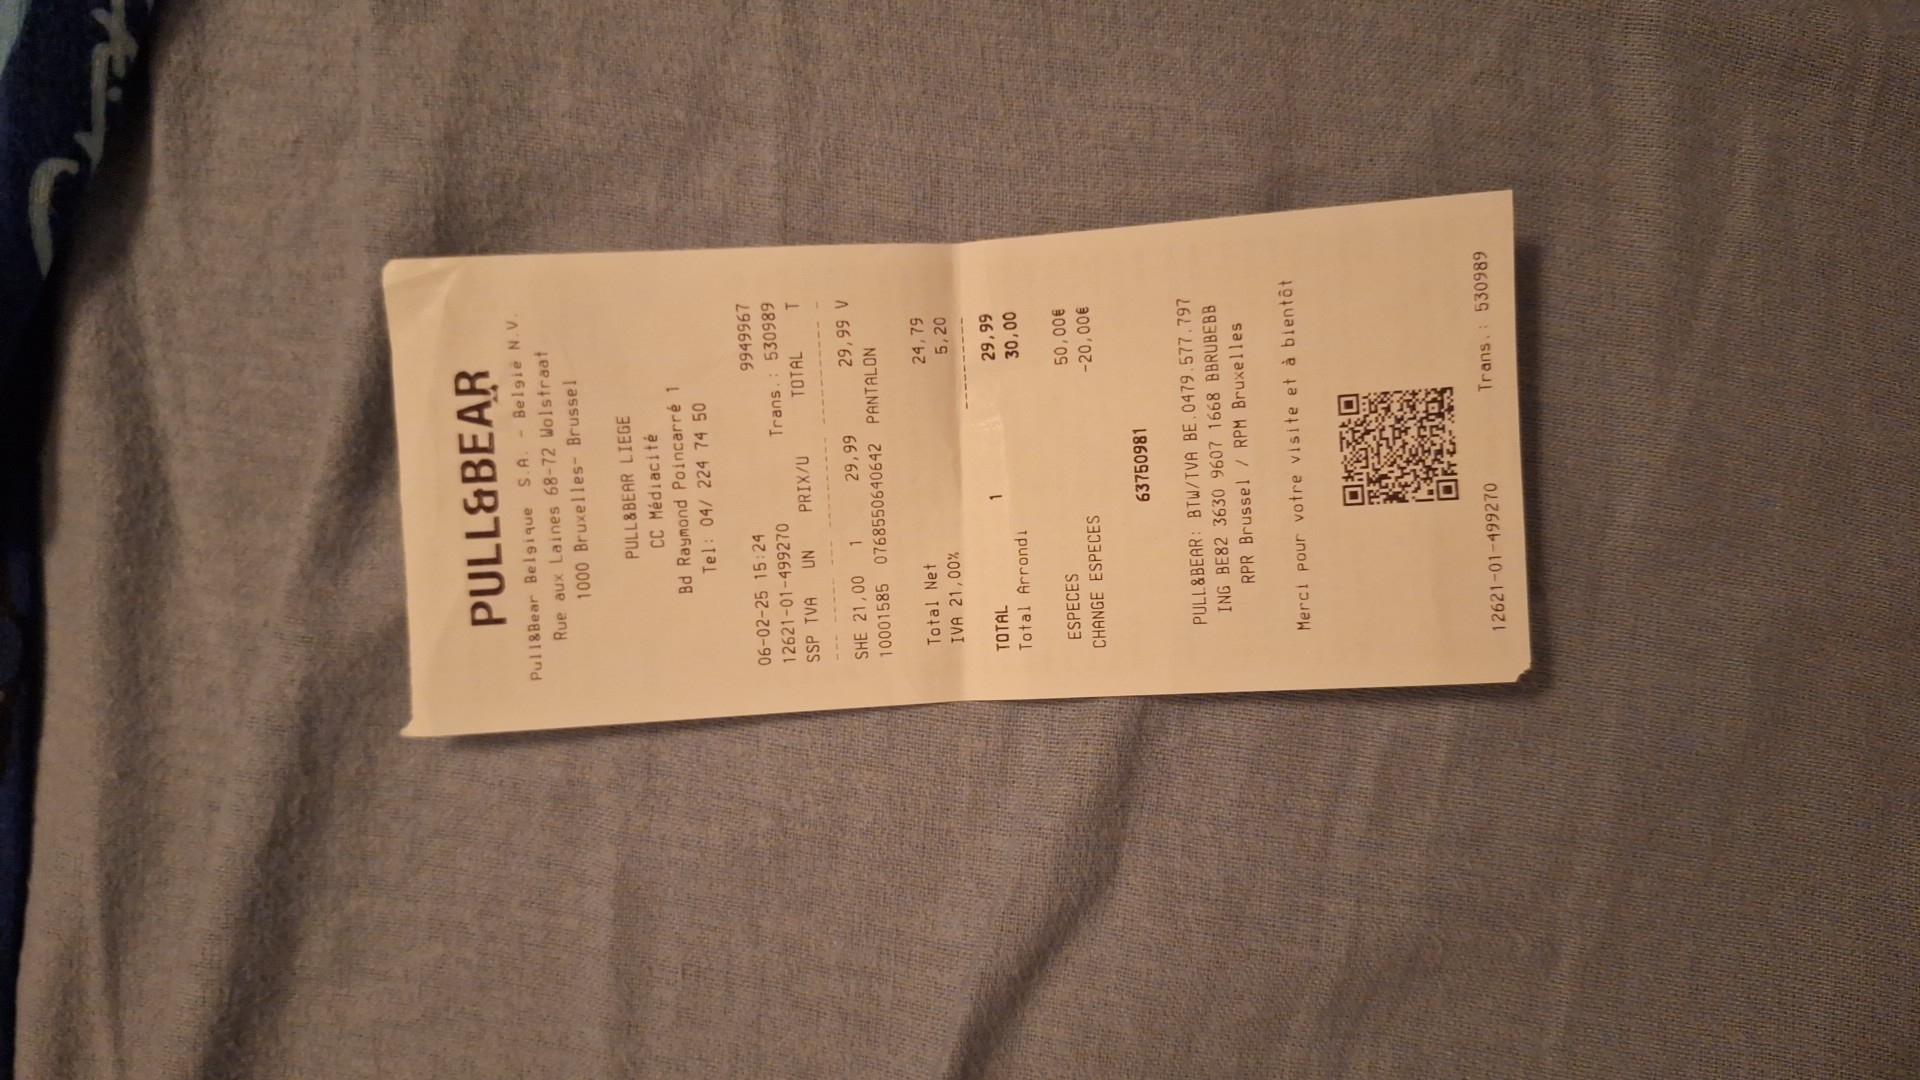 PULL&BEAR
Pull&Bear Belgique S.A. - België N.V.
Rue aux Laines 68-72 Wolstraat
1000 Bruxelles- Brussel
PULL&BEAR LIEGE
CC Médiacité
Bd Raymond Poincarré 1
Tel: 04/ 224 74 50
9949967
06-02-25 15:24
12621-01-499270 Trans.: 530989
SSP TVA UN PRIX/U TOTAL T
SHE 21,00 1 29,99 29,99 V
10001585 07685506406​42 PANTALON
Total Net 24,79
IVA 21,00% 5,20
TOTAL 1 29,99
Total Arrondi 30,00
ESPECES 50,00€
CHANGE ESPECES -20,00€
63750981
PULL&BEAR: BTW/TVA BE.0479.577.797
ING BE82 3630 9607 1668 BBRUBEBB
RPR Brussel / RPM Bruxelles
Merci pour votre visite et à bientôt
12621-01-499270 Trans.: 530989